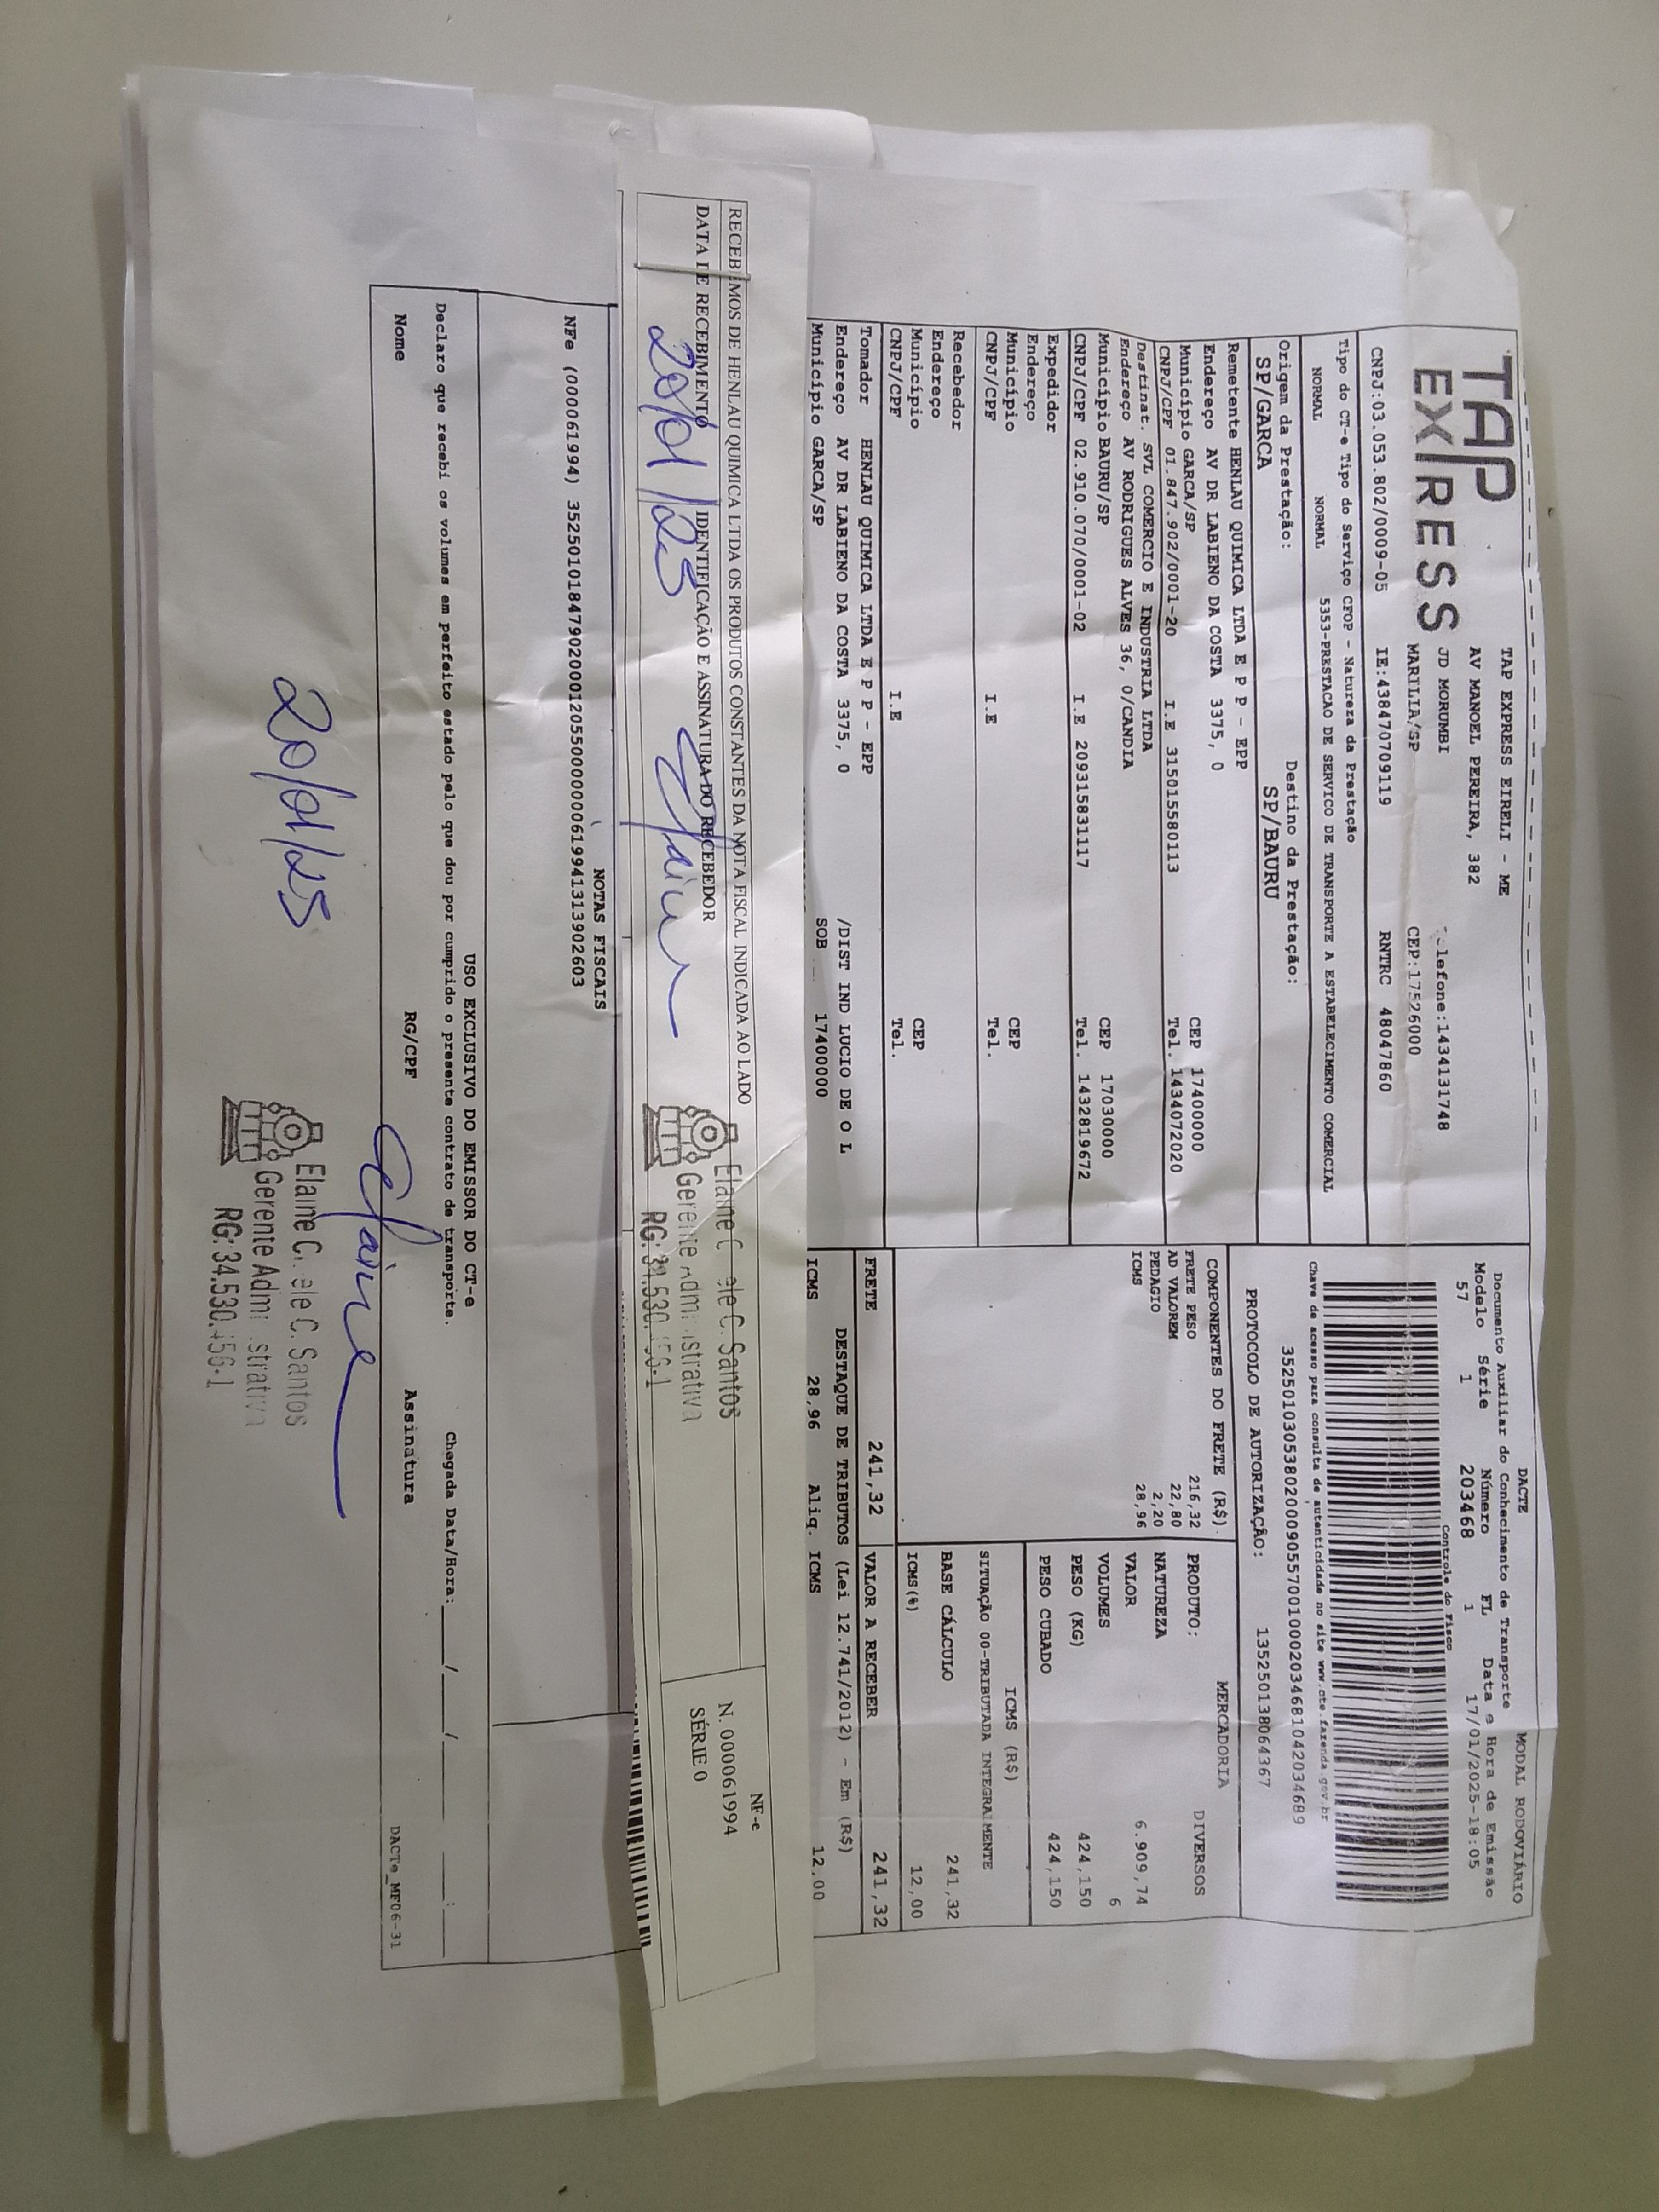 TAP EXPRESS
TAP EXPRESS EIRELI - ME
AV MANOEL PEREIRA, 382
JD MORUMBI
MARILIA/SP
Telefone:1434131748
CEP:17526000
CNPJ:03.053.802/0009-05 IE:438470709119 RNTRC 48047860
Tipo do CT-e Tipo do Serviço CFOP - Natureza da Prestação
NORMAL NORMAL 5353-PRESTACAO DE SERVICO DE TRANSPORTE A ESTABELECIMENTO COMERCIAL
Origem da Prestação: Destino da Prestação:
SP/GARCA SP/BAURU
Remetente HENLAU QUIMICA LTDA E P P - EPP
Endereço AV DR LABIENO DA COSTA 3375, 0
Município GARCA/SP CEP 17400000
CNPJ/CPF 01.847.902/0001-20 I.E 315015580113 Tel. 1434072020
Destinat. SVL COMERCIO E INDUSTRIA LTDA
Endereço AV RODRIGUES ALVES 36, 0/CANDIA
Município BAURU/SP CEP 17030000
CNPJ/CPF 02.910.070/0001-02 I.E 209315831117 Tel. 1432819672
Expedidor
Endereço
Município CEP
CNPJ/CPF I.E Tel.
Recebedor
Endereço
Município CEP
CNPJ/CPF I.E Tel.
Tomador HENLAU QUIMICA LTDA E P P - EPP
Endereço AV DR LABIENO DA COSTA 3375, 0 /DIST IND LUCIO DE O L
Município GARCA/SP SOB 17400000
DACTE MODAL RODOVIÁRIO
Documento Auxiliar do Conhecimento de Transporte
Modelo Série Número FL Data e Hora de Emissão
57 1 203468 1 17/01/2025-18:05
Controle do Fisco
Chave de acesso para consulta de autenticidade no site www.cte.fazenda.gov.br
35250103053802000905570010002034681042034689
PROTOCOLO DE AUTORIZAÇÃO: 135250138064367
COMPONENTES DO FRETE (R$)
FRETE PESO 216,32
AD VALOREM 22,80
PEDAGIO 2,20
ICMS 28,96
MERCADORIA
PRODUTO: DIVERSOS
NATUREZA
VALOR 6.909,74
VOLUMES 6
PESO (KG) 424,150
PESO CUBADO 424,150
ICMS (R$)
SITUAÇÃO 00-TRIBUTADA INTEGRALMENTE
BASE CÁLCULO 241,32
ICMS(%) 12,00
FRETE 241,32 VALOR A RECEBER 241,32
DESTAQUE DE TRIBUTOS (Lei 12.741/2012) - Em (R$)
ICMS 28,96 Aliq. ICMS 12,00
RECEBEMOS DE HENLAU QUIMICA LTDA OS PRODUTOS CONSTANTES DA NOTA FISCAL INDICADA AO LADO
DATA DE RECEBIMENTO IDENTIFICAÇÃO E ASSINATURA DO RECEBEDOR
20/01/25 Elaine
Elaine C. C. Santos
Gerente Administrativa
NF-e
N. 000061994
SÉRIE 0
NOTAS FISCAIS
NFe (000061994) 35250101847902000120550000000619941313902603
USO EXCLUSIVO DO EMISSOR DO CT-e
Declaro que recebi os volumes em perfeito estado pelo que dou por cumprido o presente contrato de transporte. Chegada Data/Hora:____/____/____ __:__
Nome RG/CPF Assinatura
DACTe_MF06-31
20/01/25 Elaine
Elaine C. C. Santos
Gerente Administrativa